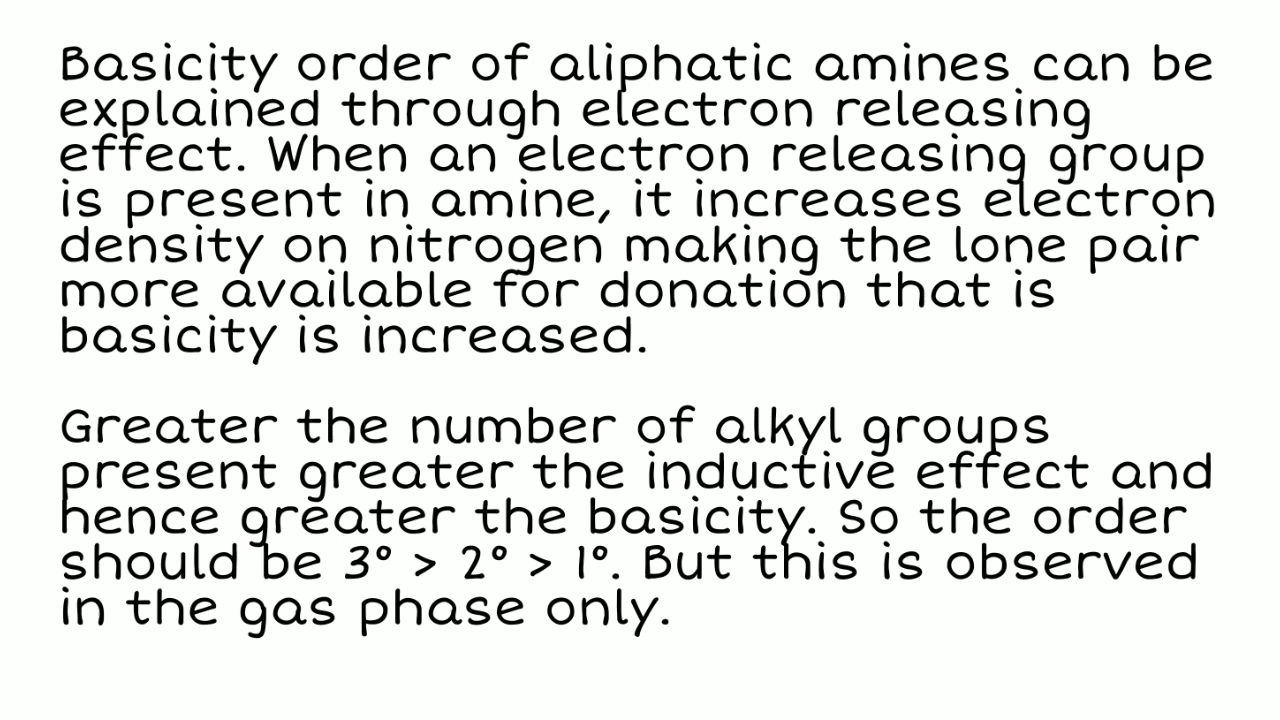 Basicity order of aliphatic amines can be
explained through electron releasing
effect. When an electron releasing group
is present in amine, it increases electron
density on nitrogen making the lone pair
more available for donation that is
basicity is increased.
Greater the number of alkyl groups
present greater the inductive effect and
hence greater the basicity. So the order
should be 3° > 2° > 1°. But this is observed
in the gas phase only.